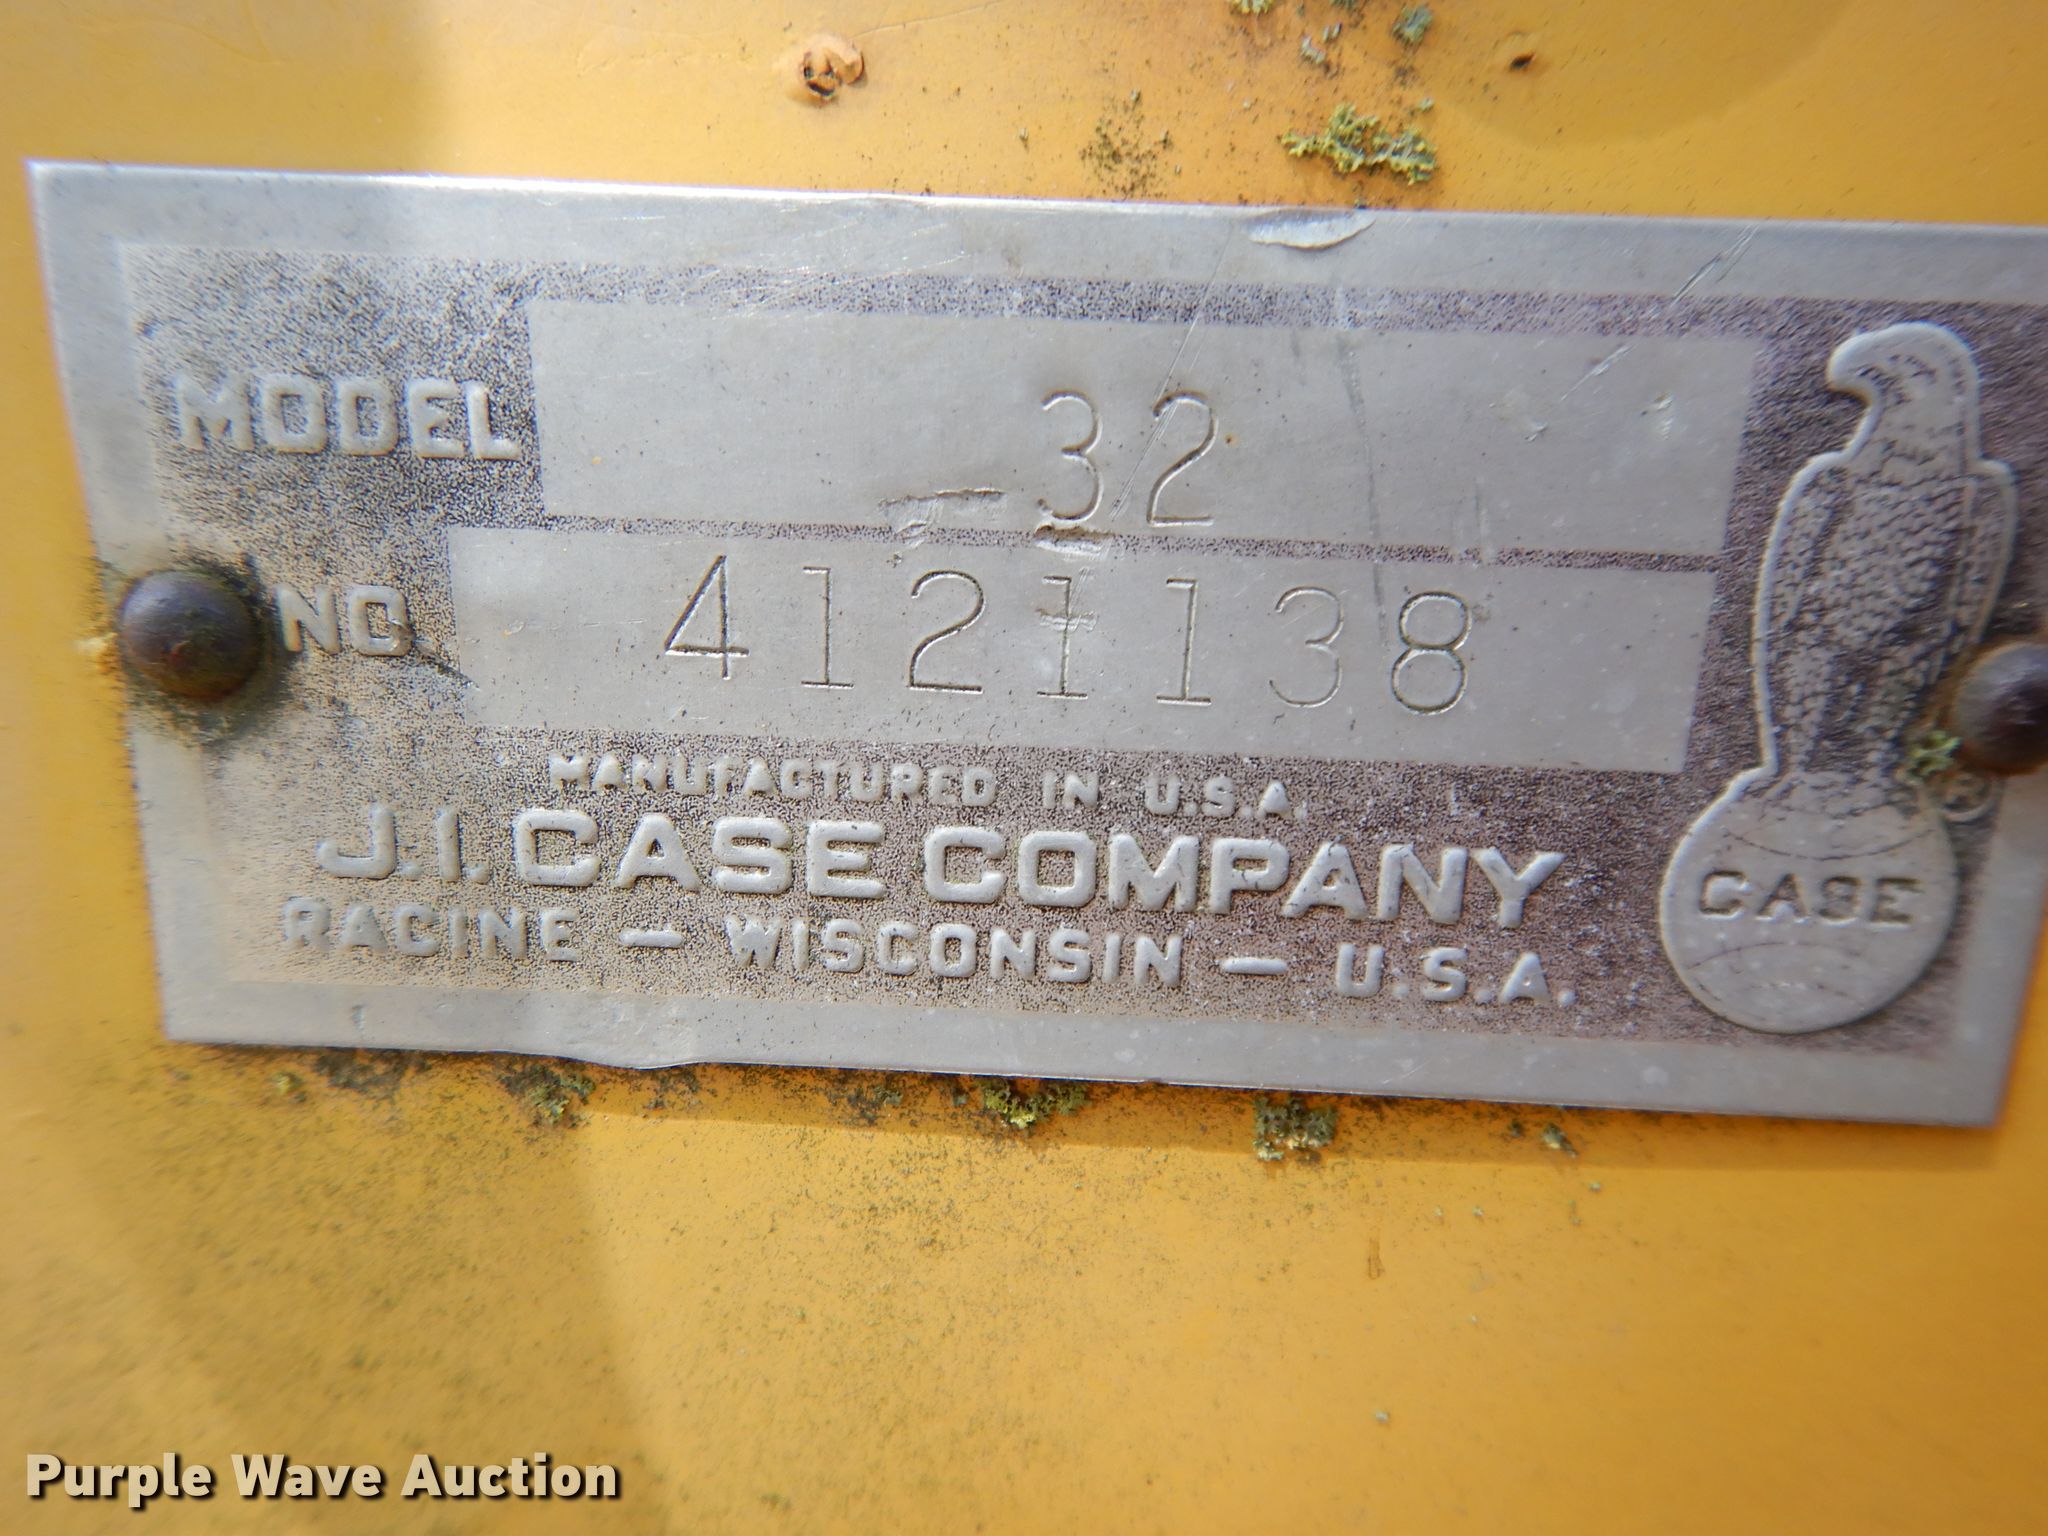 MODEL 32
NO. 4121138
MANUFACTURED IN U.S.A.
J.I. CASE COMPANY
RACINE — WISCONSIN — U.S.A.
CASE
®
Purple Wave Auction